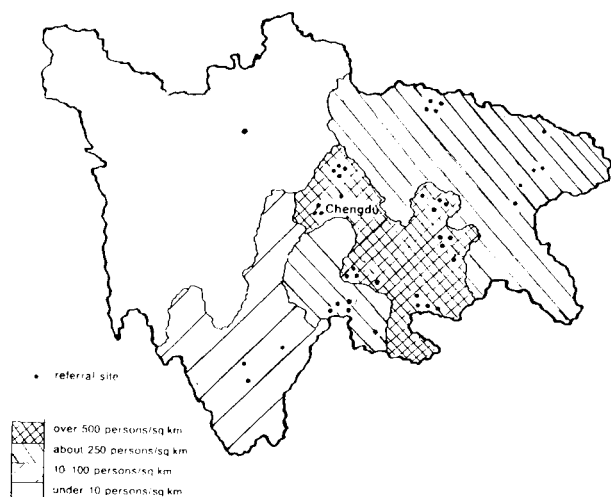 Chengdu
referral site
over 500 persons/sq km
about 250 persons/sq km
10-100 persons/sq km
under 10 persons/sq km